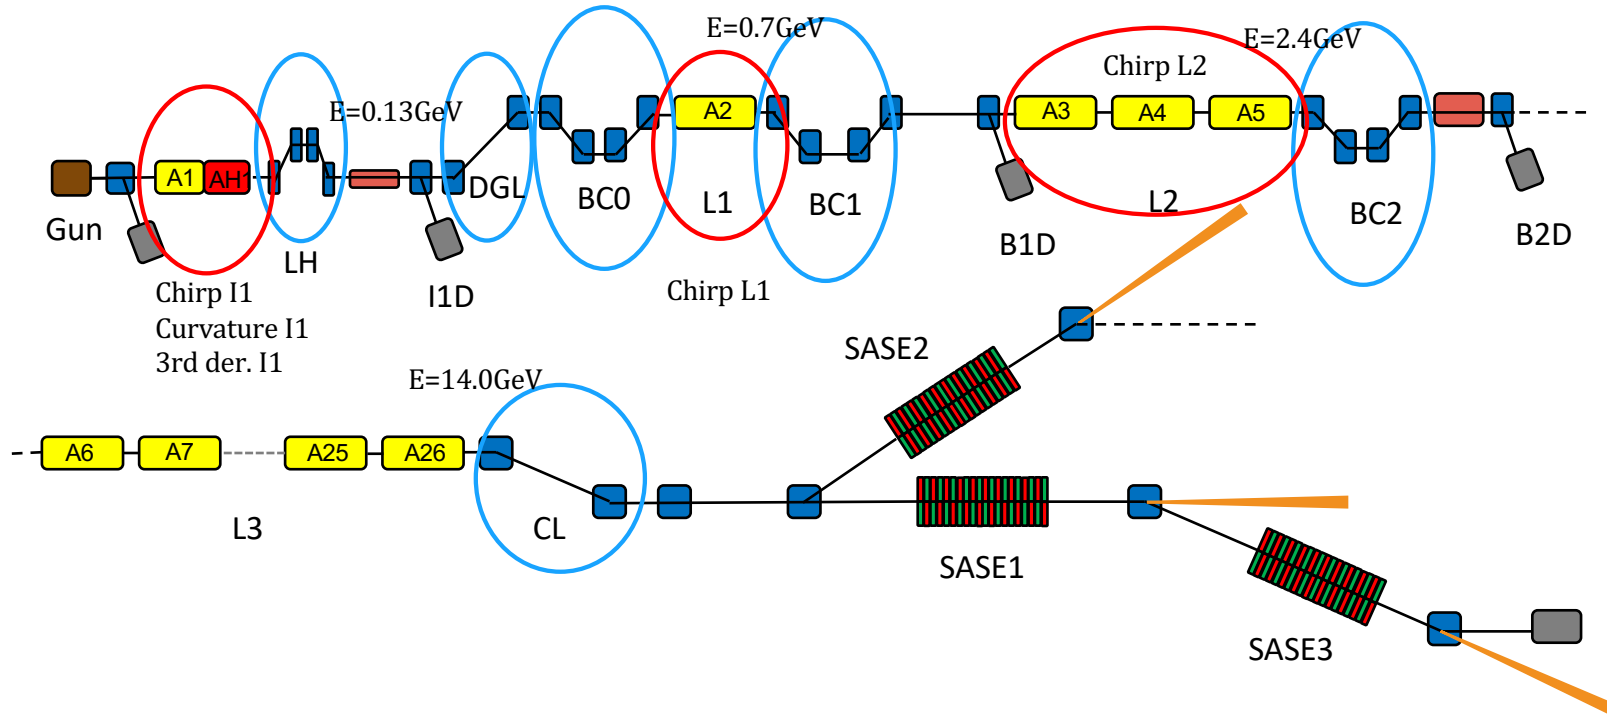 E=0.7GeV
E=2.4GeV
Chirp L2
E=0.13GeV
A2
A3
A4
A5
A1
AH1
DGL
BC0
L1
BC1
L2
BC2
Gun
LH
I1D
B1D
B2D
Chirp I1
Curvature I1
3rd der. I1
Chirp L1
SASE2
E=14.0GeV
A6
A7
A25
A26
L3
CL
SASE1
SASE3